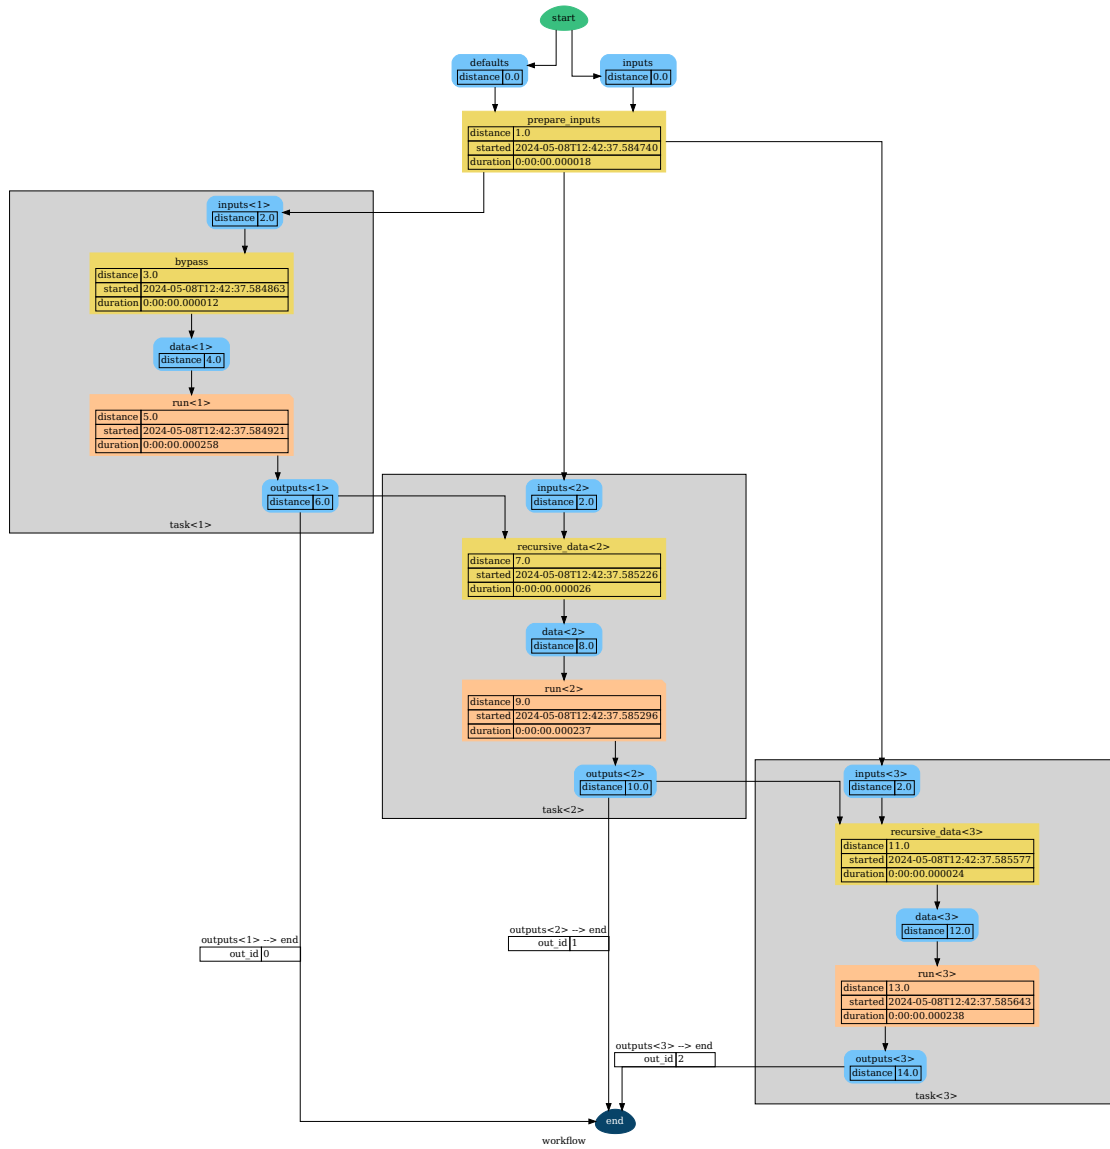 start
defaults
distance 0.0
inputs
distance 0.0
prepare_inputs
distance 1.0
started 2024-05-08T12:42:37.584740
duration 0:00:00.000018
inputs<1>
distance 2.0
bypass
distance 3.0
started 2024-05-08T12:42:37.584863
duration 0:00:00.000012
data<1>
distance 4.0
run<1>
distance 5.0
started 2024-05-08T12:42:37.584921
duration 0:00:00.000258
outputs<1>
distance 6.0
task<1>
inputs<2>
distance 2.0
recursive_data<2>
distance 7.0
started 2024-05-08T12:42:37.585226
duration 0:00:00.000026
data<2>
distance 8.0
run<2>
distance 9.0
started 2024-05-08T12:42:37.585296
duration 0:00:00.000237
outputs<2>
distance 10.0
task<2>
inputs<3>
distance 2.0
recursive_data<3>
distance 11.0
started 2024-05-08T12:42:37.585577
duration 0:00:00.000024
data<3>
distance 12.0
run<3>
distance 13.0
started 2024-05-08T12:42:37.585643
duration 0:00:00.000238
outputs<3>
distance 14.0
task<3>
outputs<1> --> end
out_id 0
outputs<2> --> end
out_id 1
outputs<3> --> end
out_id 2
end
workflow